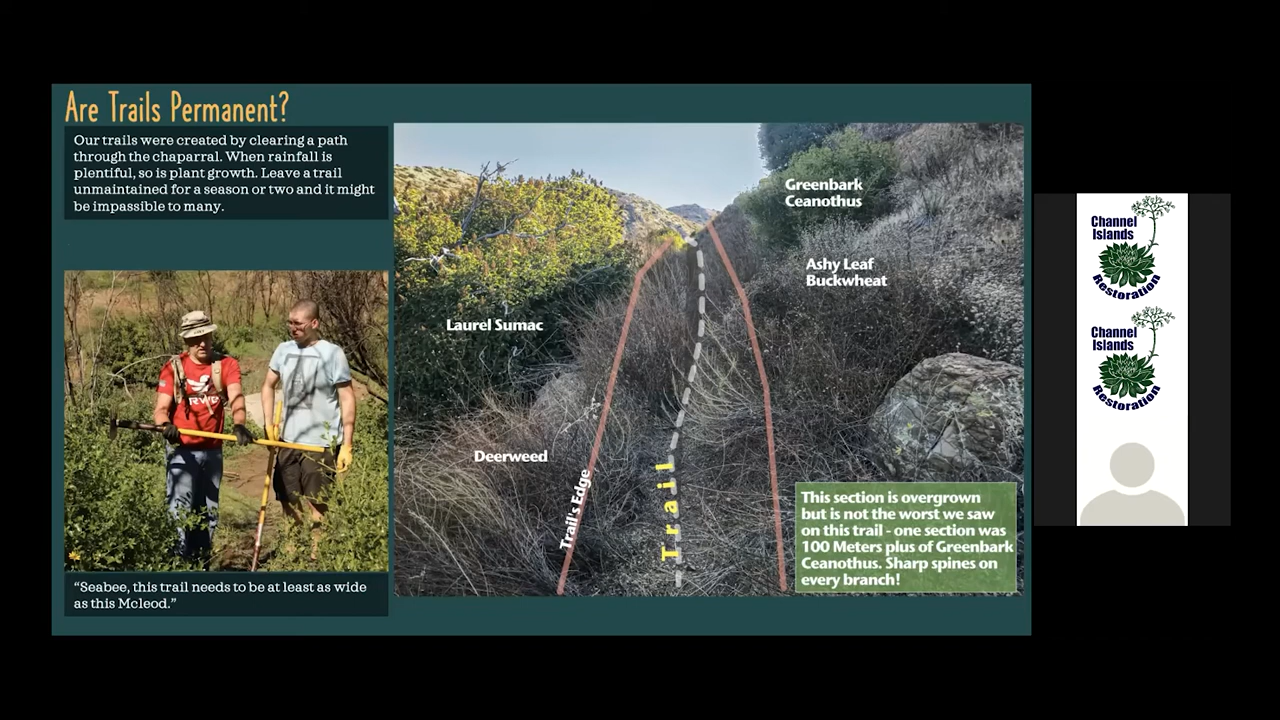 Are Trails Permanent?
Our trails were created by clearing a path
through the chaparral. When rainfall is
plentiful, so is plant growth. Leave a trail
unmaintained for a season or two and it might
be impassible to many.
Greenbark
Ceanothus
Ashy Leaf
Buckwheat
Laurel Sumac
Deerweed
Trail's Edge
Trail
This section is overgrown
but is not the worst we saw
on this trail - one section was
100 Meters plus of Greenbark
Ceanothus. Sharp spines on
every branch!
"Seabee, this trail needs to be at least as wide
as this Mcleod."
Channel
Islands
Restoration
Channel
Islands
Restoration